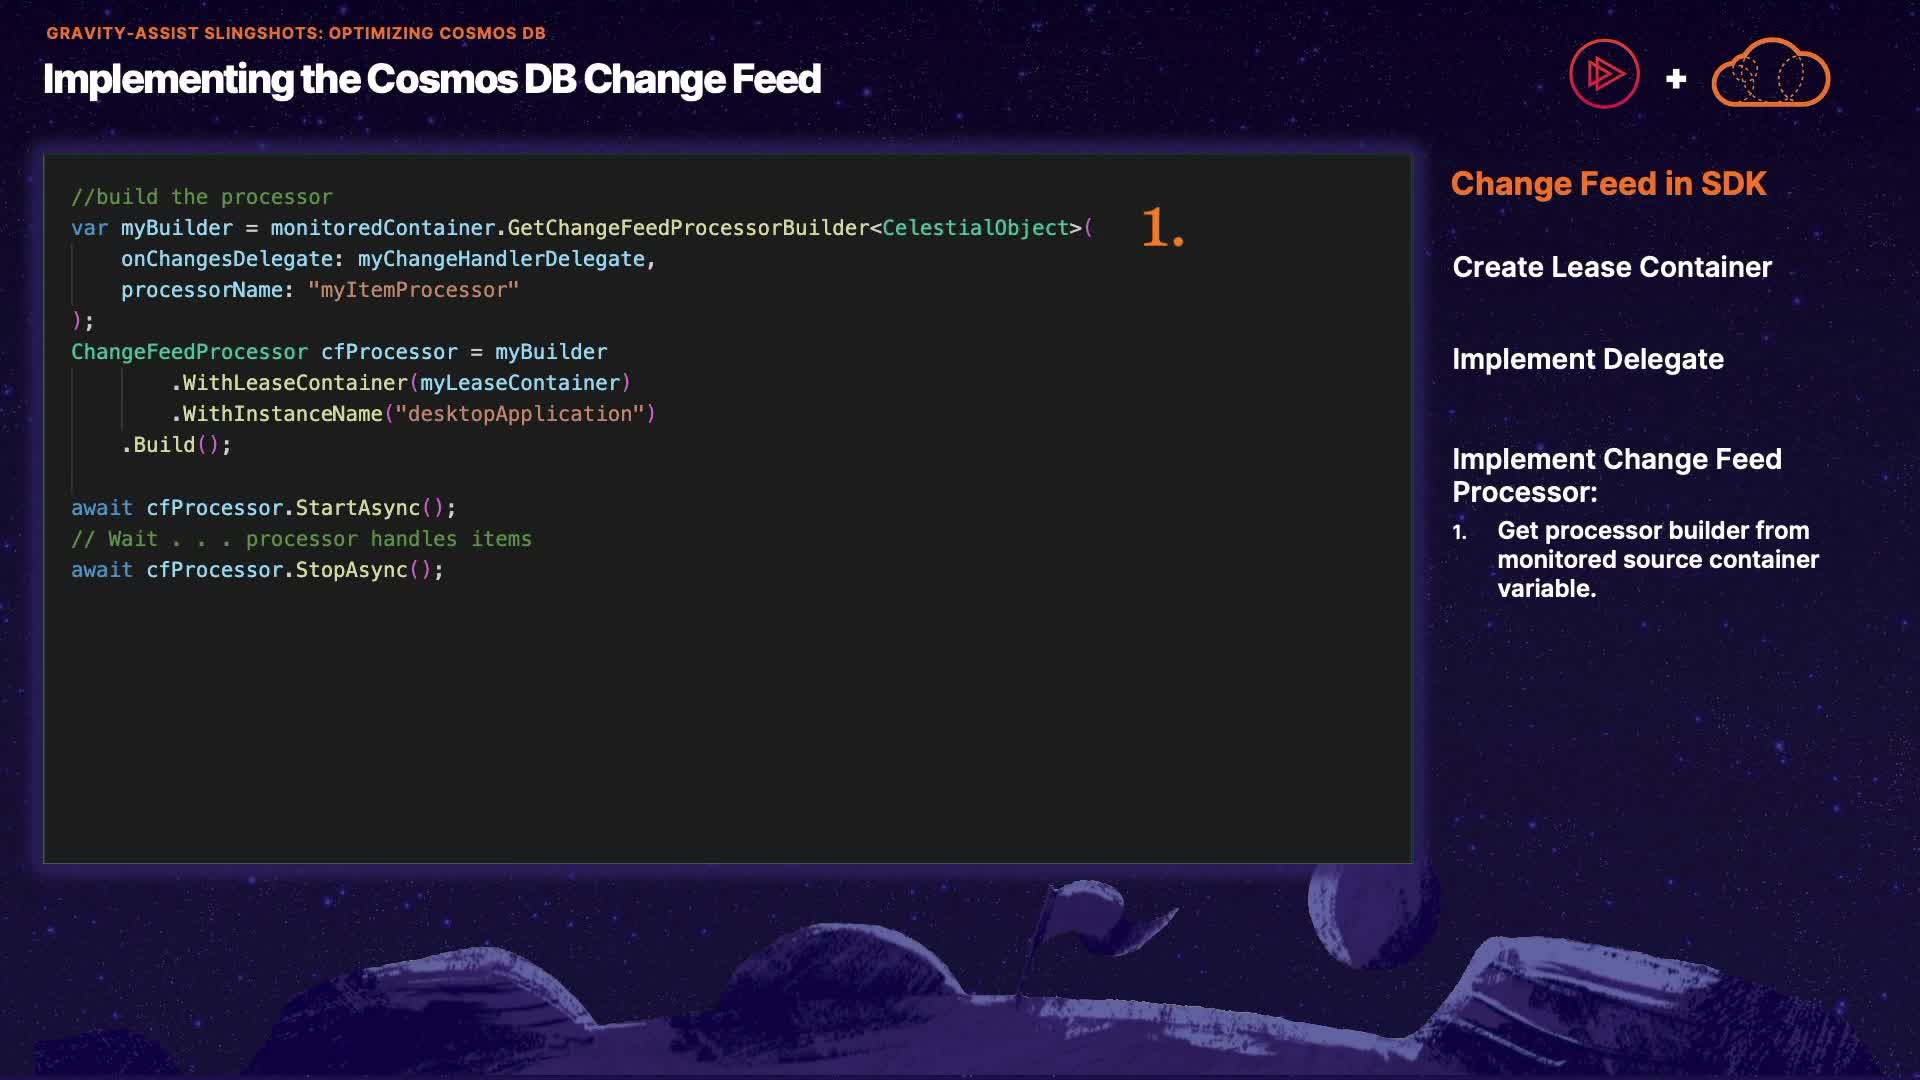 GRAVITY-ASSIST SLINGSHOTS: OPTIMIZING COSMOS DB
Implementing the Cosmos DB Change Feed
+
//build the processor
var myBuilder = monitoredContainer.GetChangeFeedProcessorBuilder<CelestialObject>(
    onChangesDelegate: myChangeHandlerDelegate,
    processorName: "myItemProcessor"
);
ChangeFeedProcessor cfProcessor = myBuilder
        .WithLeaseContainer(myLeaseContainer)
        .WithInstanceName("desktopApplication")
    .Build();
await cfProcessor.StartAsync();
// Wait . . . processor handles items
await cfProcessor.StopAsync();
1.
Change Feed in SDK
Create Lease Container
Implement Delegate
Implement Change Feed
Processor:
1. Get processor builder from
monitored source container
variable.